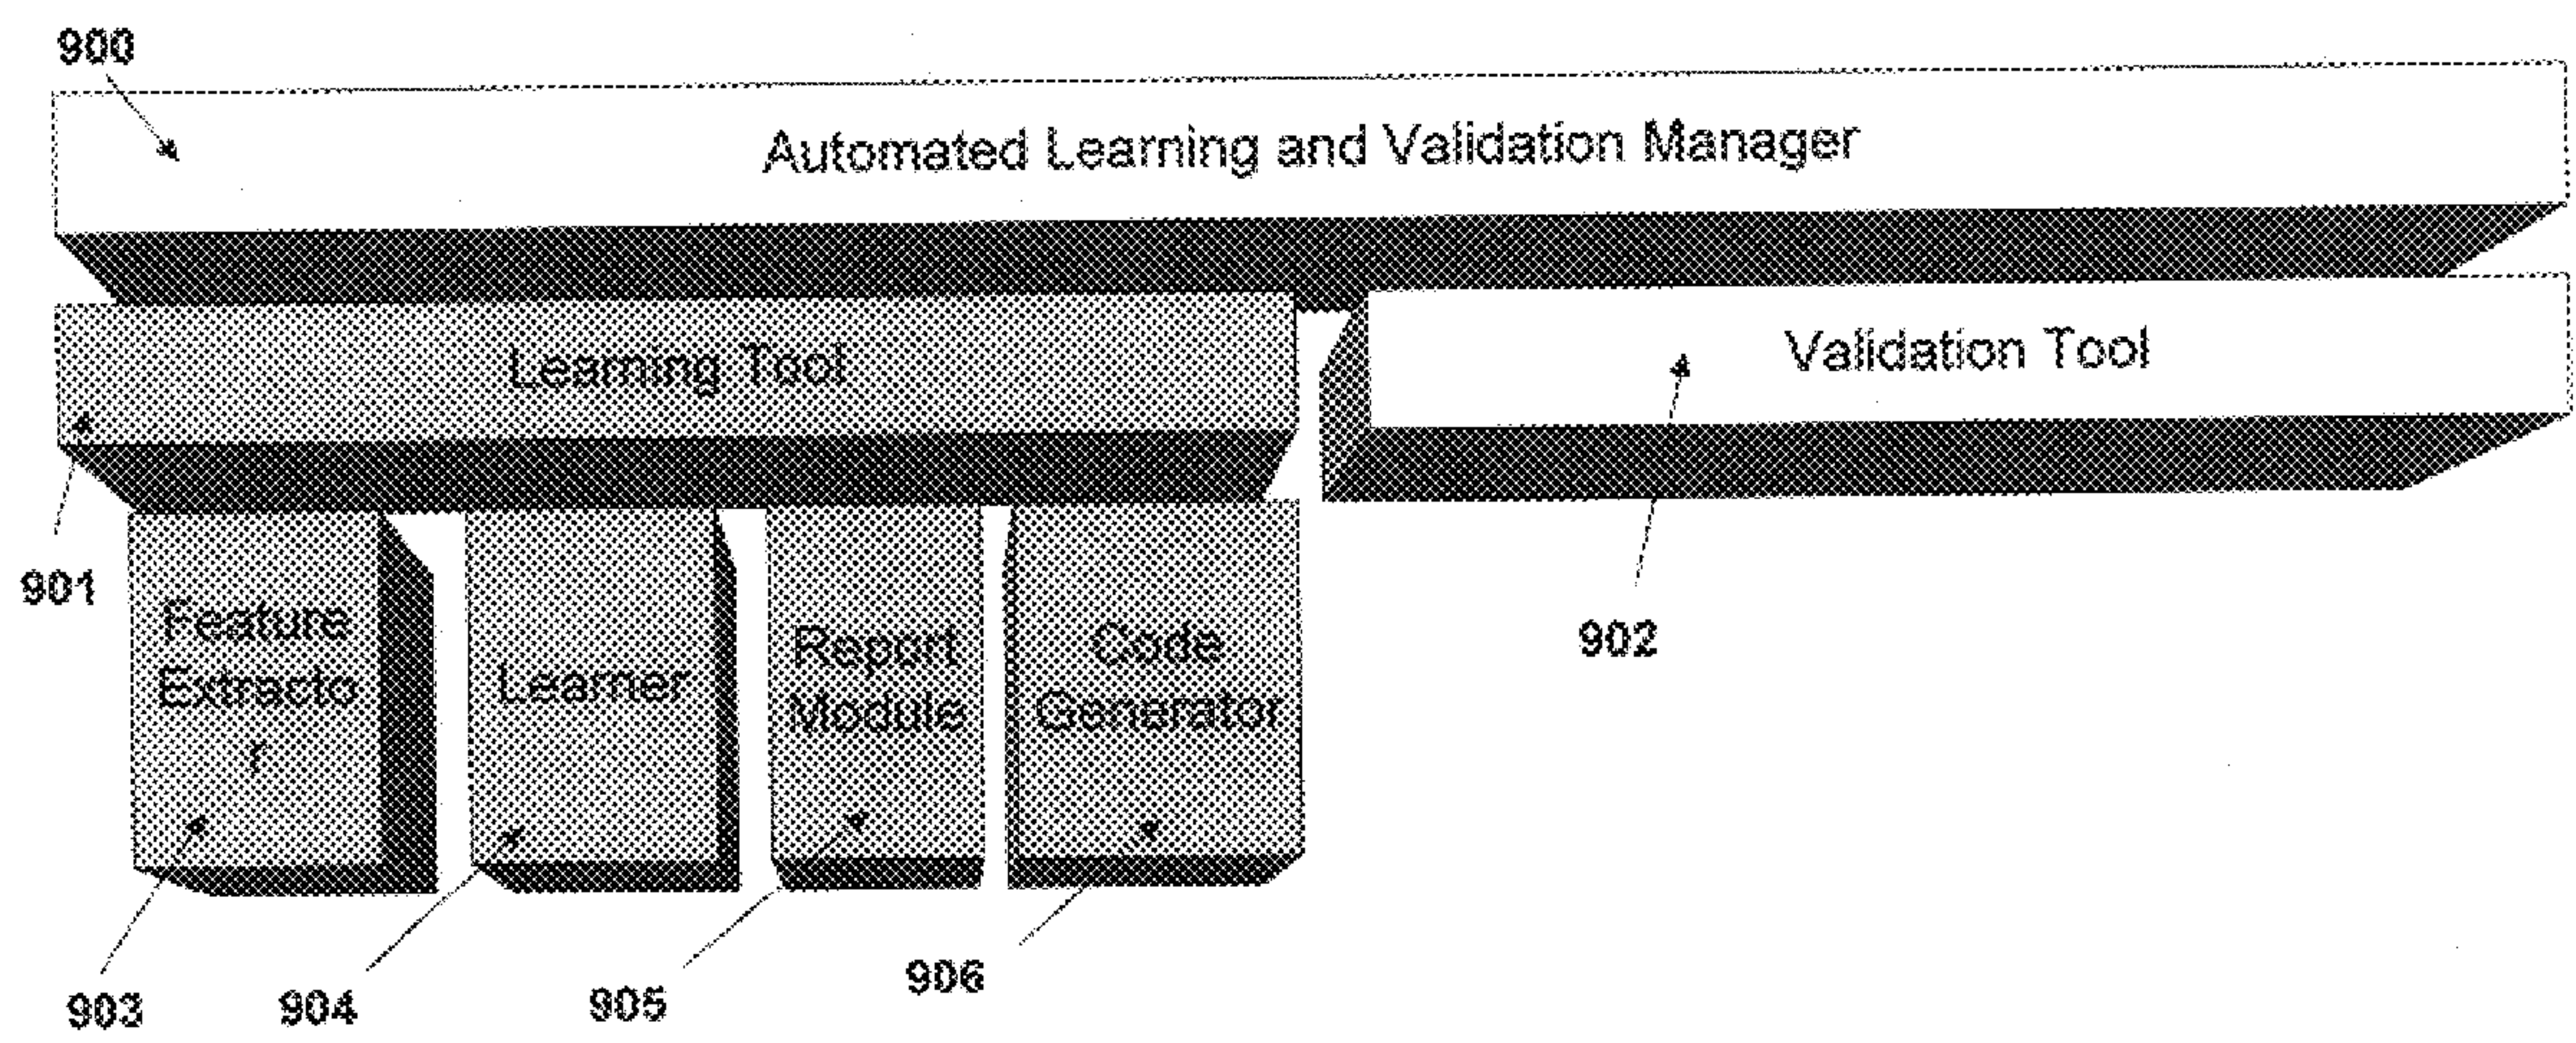 900
Automated Learning and Validation Manager
Learning Tool
Validation Tool
901
902
Feature
Extracto
r
Learner
Report
Module
Code
Generator
903
904
905
906